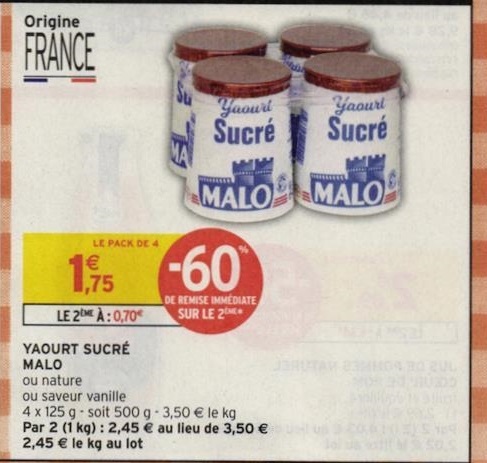 Origine
FRANCE
Yaourt
Sucré
MALO
Yaourt
Sucré
MALO
Su
MA
LE PACK DE 4
1€,75
-60%
DE REMISE IMMÉDIATE
SUR LE 2ÈME*
LE 2ÈME À : 0,70€
YAOURT SUCRÉ
MALO
ou nature
ou saveur vanille
4 x 125 g - soit 500 g - 3,50 € le kg
Par 2 (1 kg) : 2,45 € au lieu de 3,50 €
2,45 € le kg au lot